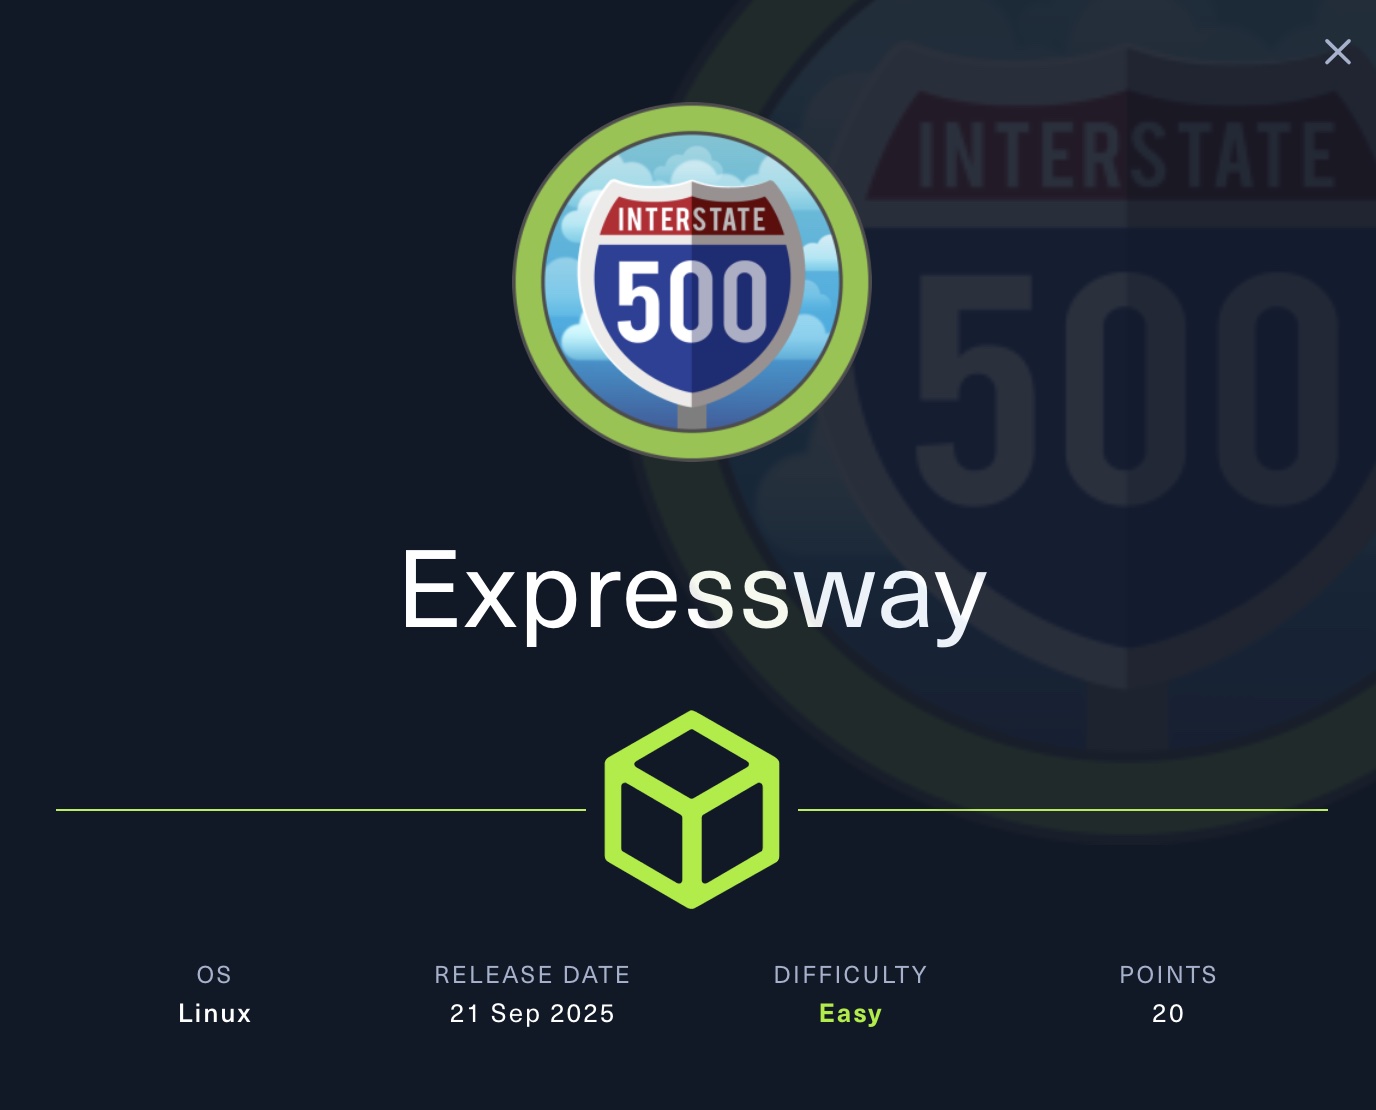 INTERSTATE
500
INTERSTATE
500
Expressway
OS
RELEASE DATE
DIFFICULTY
POINTS
Linux
21 Sep 2025
Easy
20